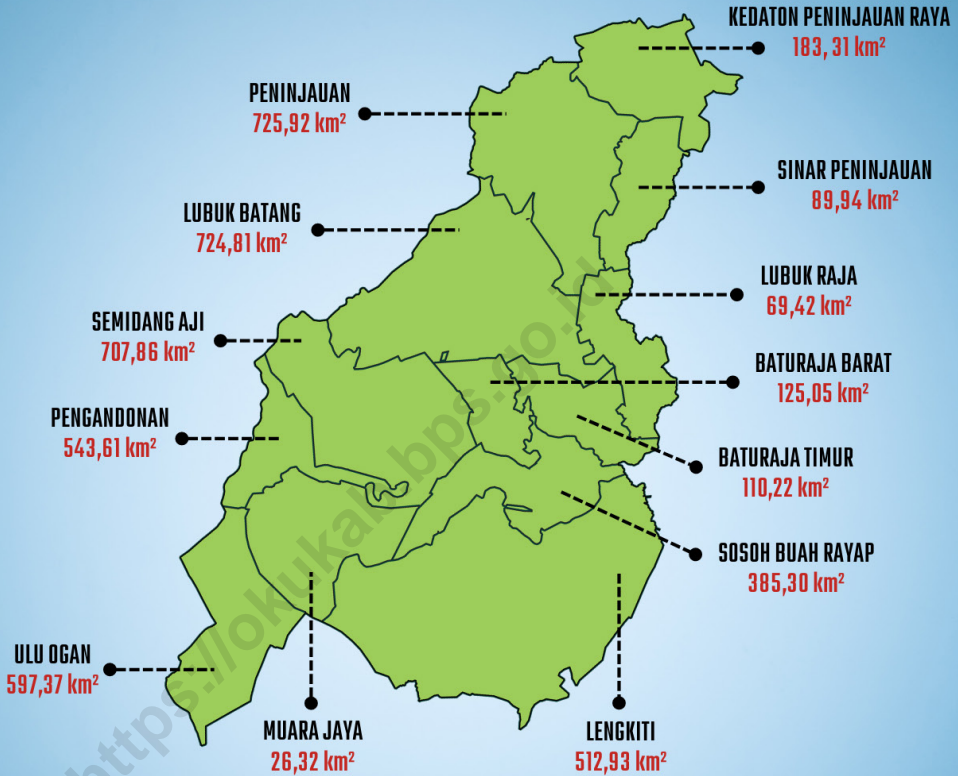 KEDATON PENINJAUAN RAYA
183, 31 km²
PENINJAUAN
725,92 km²
SINAR PENINJAUAN
89,94 km²
LUBUK BATANG
724,81 km²
LUBUK RAJA
69,42 km²
SEMIDANG AJI
707,86 km²
BATURAJA BARAT
125,05 km²
PENGANDONAN
543,61 km²
BATURAJA TIMUR
110,22 km²
SOSOH BUAH RAYAP
385,30 km²
ULU OGAN
597,37 km²
MUARA JAYA
26,32 km²
LENGKITI
512,93 km²
https://okukab.bps.go.id